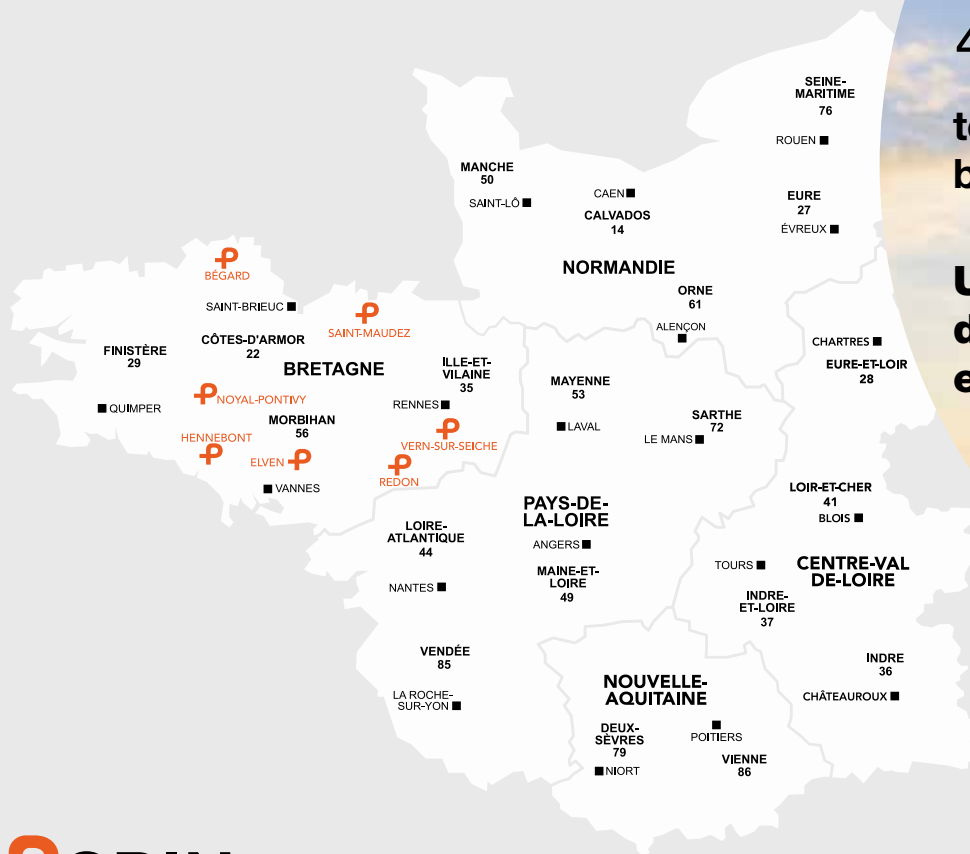 SEINE-
MARITIME
76
ROUEN
MANCHE
50
SAINT-LÔ
CAEN
CALVADOS
14
EURE
27
ÉVREUX
NORMANDIE
ORNE
61
ALENÇON
BÉGARD
SAINT-BRIEUC
SAINT-MAUDEZ
CÔTES-D'ARMOR
22
FINISTÈRE
29
BRETAGNE
ILLE-ET-
VILAINE
35
RENNES
CHARTRES
EURE-ET-LOIR
28
MAYENNE
53
LAVAL
SARTHE
72
LE MANS
QUIMPER
NOYAL-PONTIVY
MORBIHAN
56
HENNEBONT
ELVEN
VANNES
VERN-SUR-SEICHE
REDON
LOIR-ET-CHER
41
BLOIS
PAYS-DE-
LA-LOIRE
ANGERS
LOIRE-
ATLANTIQUE
44
NANTES
MAINE-ET-
LOIRE
49
TOURS
CENTRE-VAL
DE-LOIRE
INDRE-
ET-LOIRE
37
VENDÉE
85
LA ROCHE-
SUR-YON
INDRE
36
CHÂTEAUROUX
NOUVELLE-
AQUITAINE
DEUX-
SÈVRES
79
NIORT
POITIERS
VIENNE
86